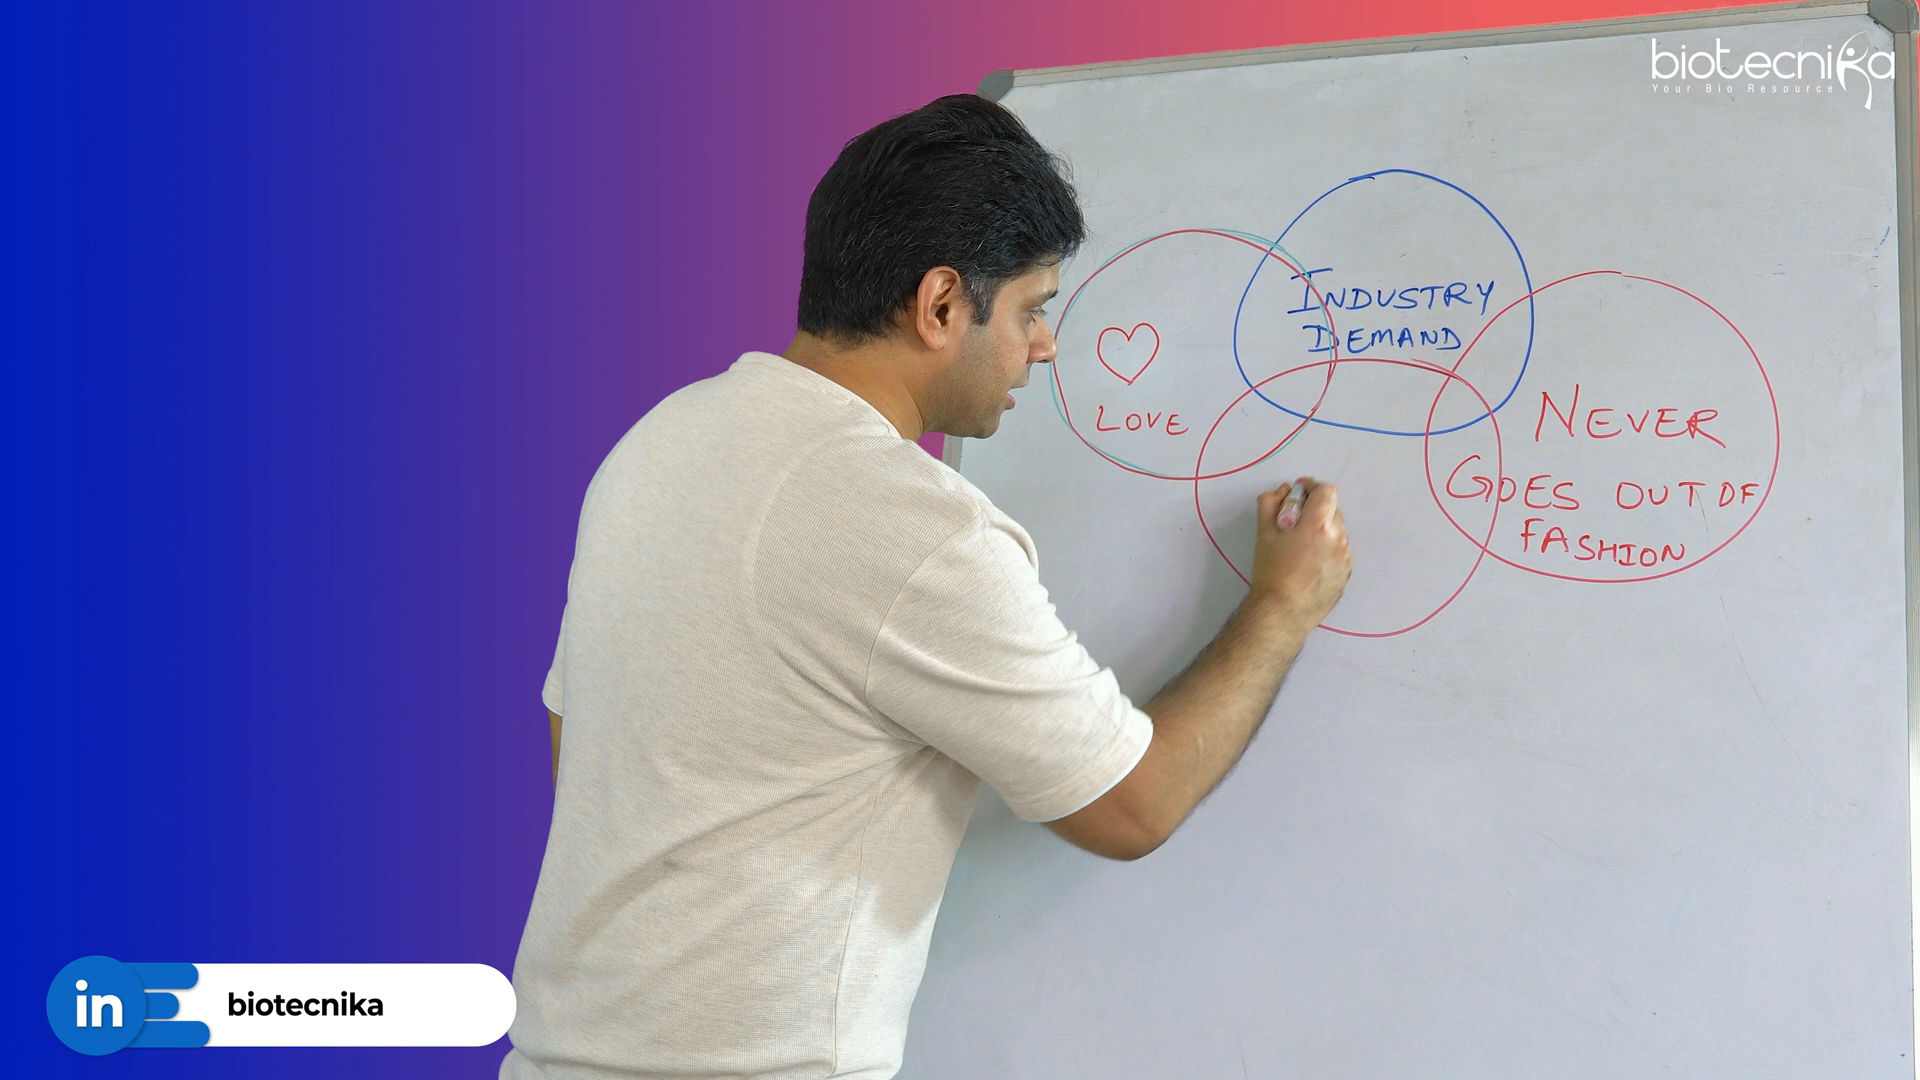 biotecnika
Your Bio Resource
INDUSTRY
DEMAND
LOVE
NEVER
GOES OUT OF
FASHION
in
biotecnika